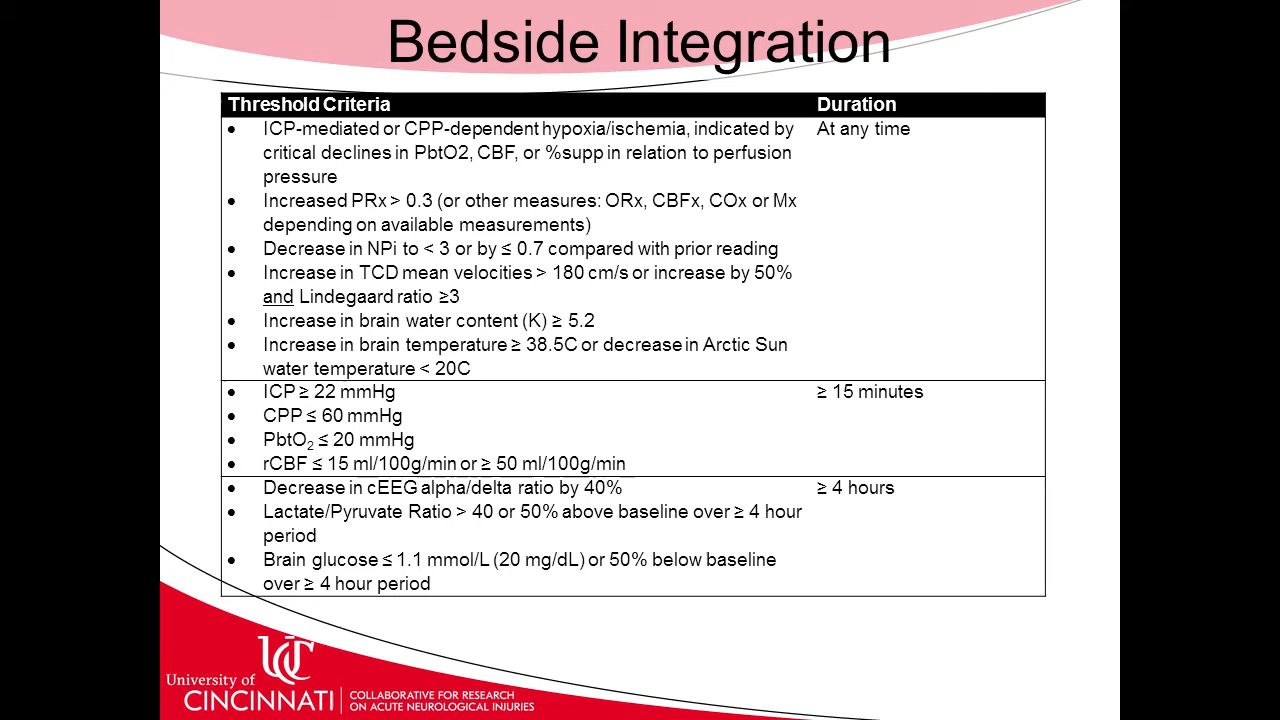 Bedside Integration
Threshold Criteria Duration
• ICP-mediated or CPP-dependent hypoxia/ischemia, indicated by At any time
critical declines in PbtO2, CBF, or %supp in relation to perfusion
pressure
• Increased PRx > 0.3 (or other measures: ORx, CBFx, COx or Mx
depending on available measurements)
• Decrease in NPi to < 3 or by ≤ 0.7 compared with prior reading
• Increase in TCD mean velocities > 180 cm/s or increase by 50%
and Lindegaard ratio ≥3
• Increase in brain water content (K) ≥ 5.2
• Increase in brain temperature ≥ 38.5C or decrease in Arctic Sun
water temperature < 20C
• ICP ≥ 22 mmHg ≥ 15 minutes
• CPP ≤ 60 mmHg
• PbtO₂ ≤ 20 mmHg
• rCBF ≤ 15 ml/100g/min or ≥ 50 ml/100g/min
• Decrease in cEEG alpha/delta ratio by 40% ≥ 4 hours
• Lactate/Pyruvate Ratio > 40 or 50% above baseline over ≥ 4 hour
period
• Brain glucose ≤ 1.1 mmol/L (20 mg/dL) or 50% below baseline
over ≥ 4 hour period
UC
University of
CINCINNATI
COLLABORATIVE FOR RESEARCH
ON ACUTE NEUROLOGICAL INJURIES